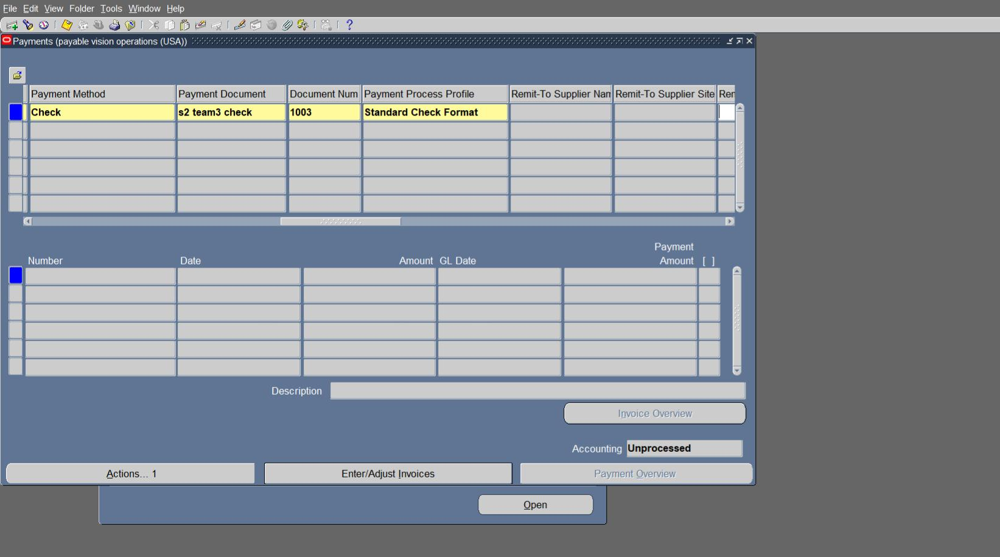 File Edit View Folder Tools Window Help
Payments (payable vision operations (USA))
Payment Method Payment Document Document Num Payment Process Profile Remit-To Supplier Nam Remit-To Supplier Site Rem
Check s2 team3 check 1003 Standard Check Format
Payment
Number Date Amount GL Date Amount [ ]
Description
Invoice Overview
Accounting Unprocessed
Actions... 1 Enter/Adjust Invoices Payment Overview
Open